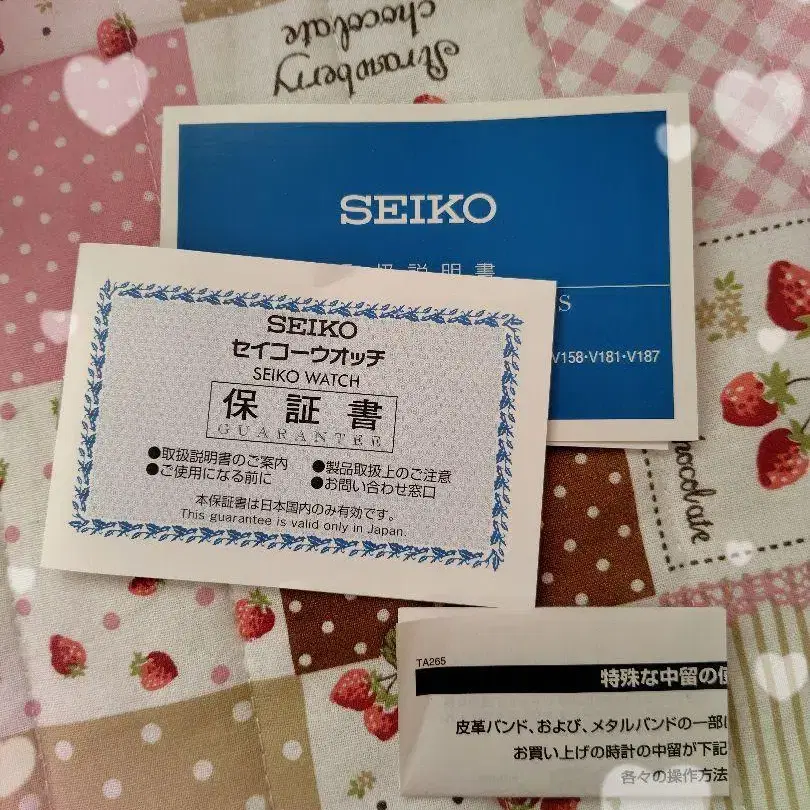 Strawberry
chocolate
SEIKO
扱説明書
S
V158・V181・V187
SEIKO
セイコーウオッチ
SEIKO WATCH
保証書
GUARANTEE
●取扱説明書のご案内
●ご使用になる前に
●製品取扱上のご注意
●お問い合わせ窓口
本保証書は日本国内のみ有効です。
This guarantee is valid only in Japan.
chocolate
TA265
特殊な中留の
皮革バンド、および、メタルバンドの一部
お買い上げの時計の中留が下記
各々の操作方法